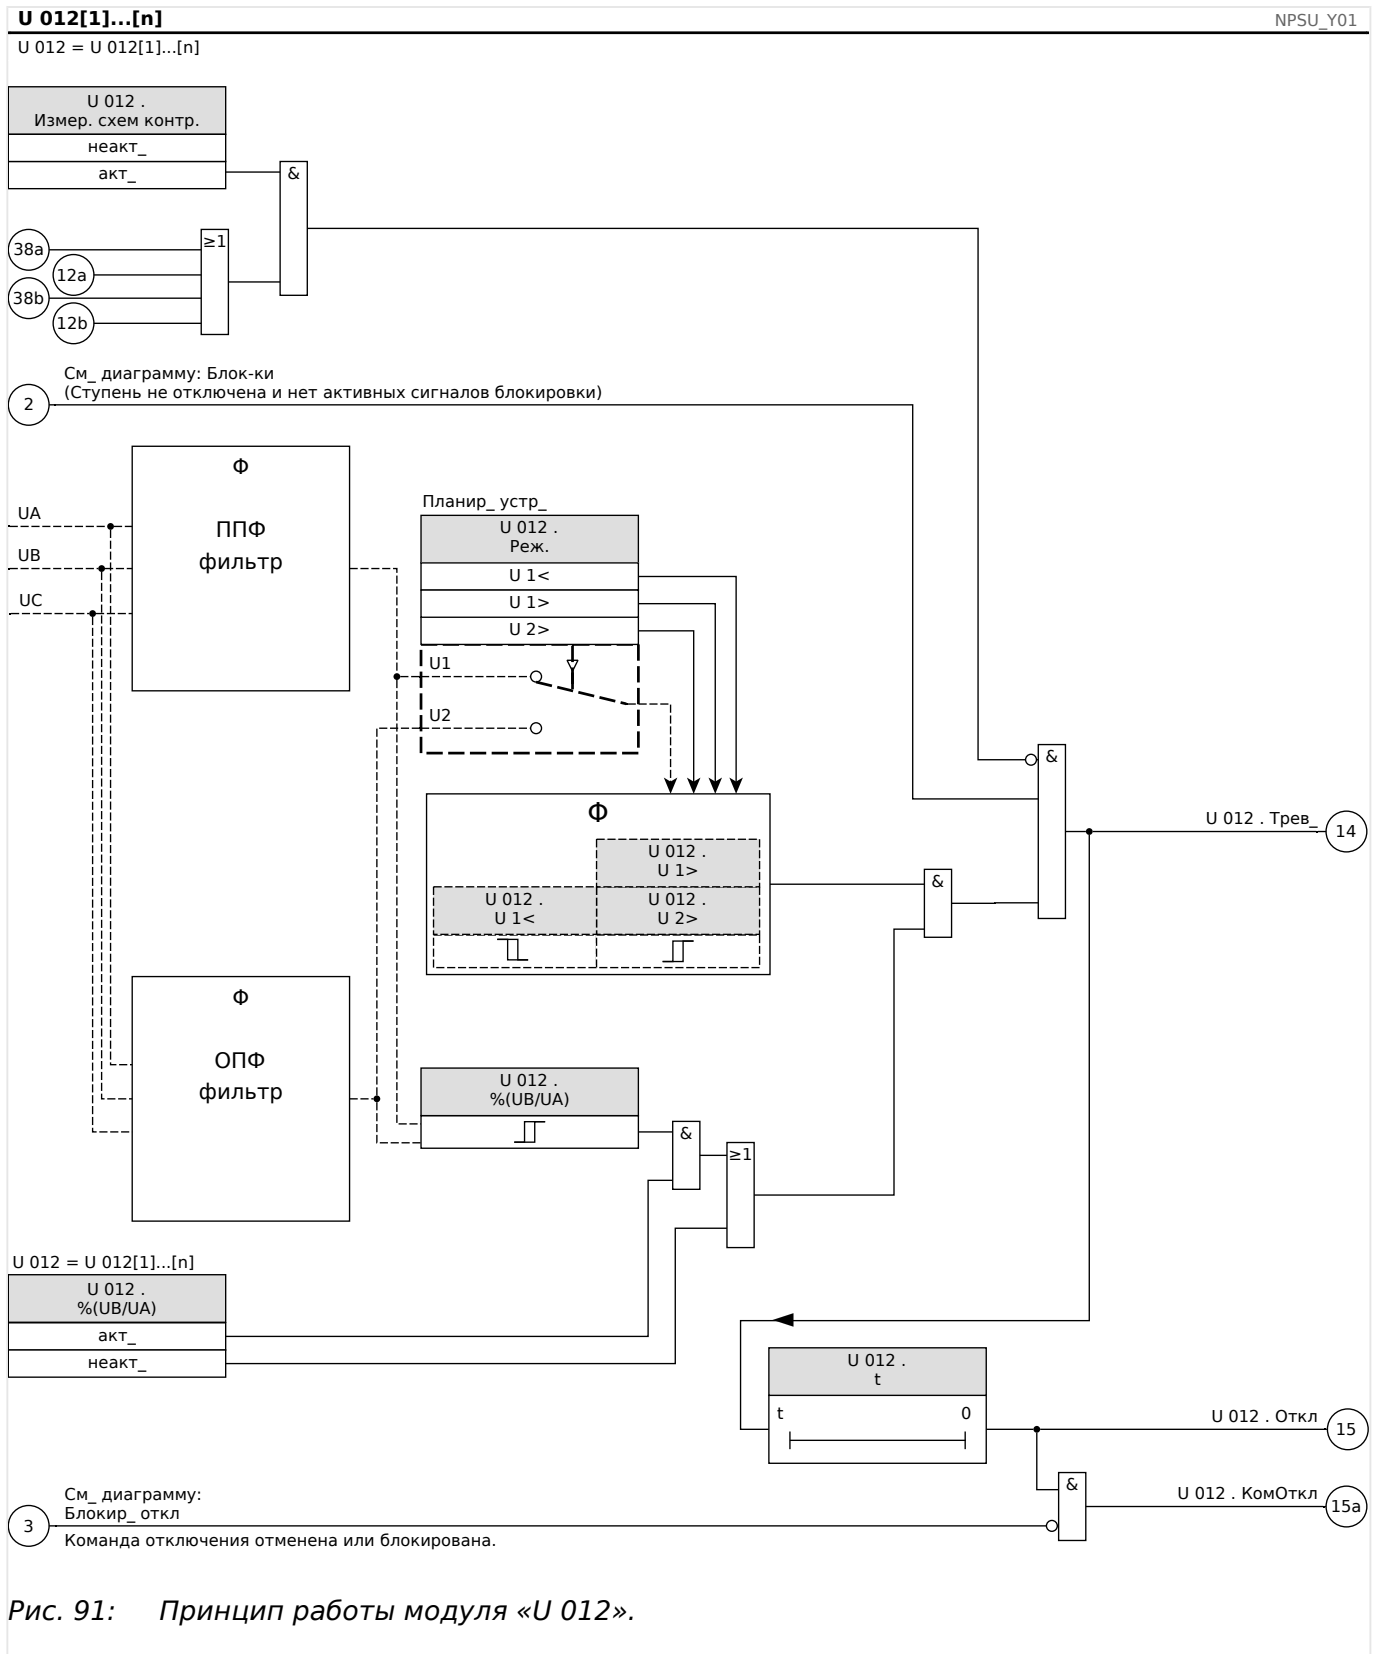 U 012[1]...[n]
NPSU_Y01
U 012 = U 012[1]...[n]
U 012 .
Измер. схем контр.
неакт_
акт_
&
38a
≥1
12a
38b
12b
См_ диаграмму: Блок-ки
(Ступень не отключена и нет активных сигналов блокировки)
2
Ф
ППФ
фильтр
UA
UB
UC
Планир_ устр_
U 012 .
Реж.
U 1<
U 1>
U 2>
U1
U2
&
U 012 . Трев_
14
Ф
U 012 .
U 1>
U 012 .
U 1<
U 012 .
U 2>
&
Ф
ОПФ
фильтр
U 012 .
%(UB/UA)
&
≥1
U 012 = U 012[1]...[n]
U 012 .
%(UB/UA)
акт_
неакт_
U 012 .
t
t
0
U 012 . Откл
15
&
U 012 . КомОткл
15a
См_ диаграмму:
Блокир_ откл
3
Команда отключения отменена или блокирована.
Рис. 91: Принцип работы модуля «U 012».